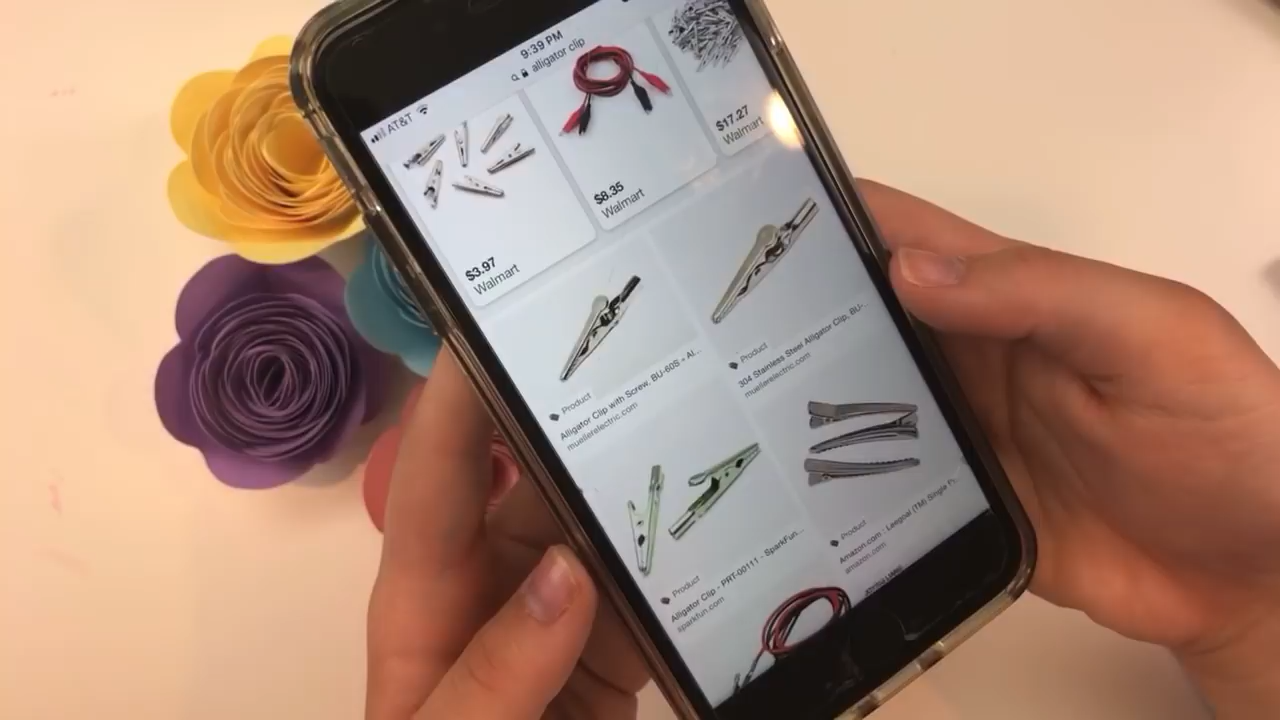 AT&T
9:39 PM
alligator clip
$3.97
Walmart
$8.35
Walmart
$17.27
Walmart
Product
Alligator Clip with Screw, BU-60S - Al...
muellerelectric.com
Product
304 Stainless Steel Alligator Clip, BU-...
muellerelectric.com
Product
Alligator Clip - PRT-00111 - SparkFun...
sparkfun.com
Product
Amazon.com - Leegoal (TM) Single Pr...
amazon.com